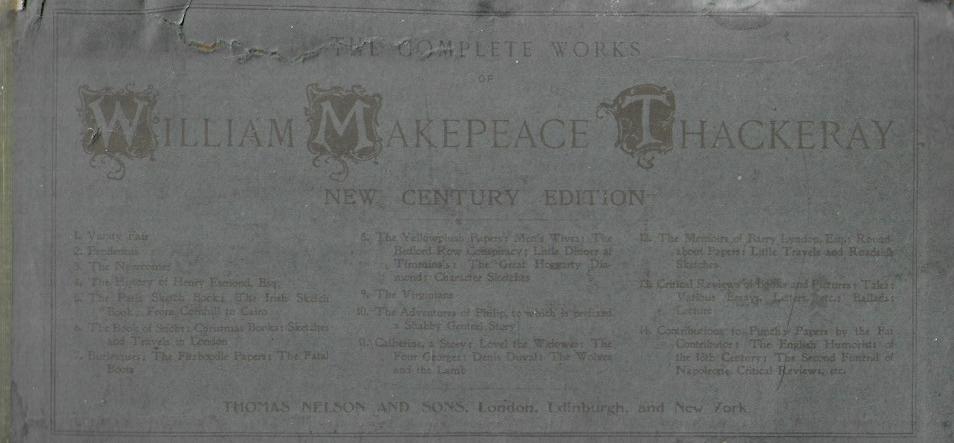 THE COMPLETE WORKS
OF
WILLIAM MAKEPEACE THACKERAY
NEW CENTURY EDITION
1. Vanity Fair
2. Pendennis
3. The Newcomes
4. The History of Henry Esmond, Esq.
5. The Paris Sketch Book; The Irish Sketch
Book; From Cornhill to Cairo
6. The Book of Snobs; Christmas Books; Sketches
and Travels in London
7. Burlesques; The Fitzboodle Papers; The Fatal
Boots
8. The Yellowplush Papers; Men's Wives; The
Bedford Row Conspiracy; Little Dinner at
Timmins's; The Great Hoggarty Dia-
mond; Character Sketches
9. The Virginians
10. The Adventures of Philip, to which is prefixed
a Shabby Genteel Story
11. Catherine, a Story; Lovel the Widower; The
Four Georges; Denis Duval; The Wolves
and the Lamb
12. The Memoirs of Barry Lyndon, Esq.; Round-
about Papers; Little Travels and Roadside
Sketches
13. Critical Reviews of Books and Pictures; Tales;
Various Essays, Letters, etc.; Ballads;
Lecture
14. Contributions to Punch; Papers by the Fat
Contributor; The English Humorists of
the 18th Century; The Second Funeral of
Napoleon; Critical Reviews, etc.
THOMAS NELSON AND SONS, London, Edinburgh, and New York